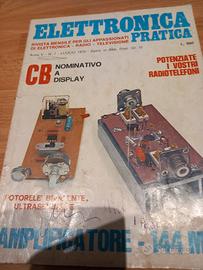 ELETTRONICA
PRATICA
RIVISTA MENSILE PER GLI APPASSIONATI
DI ELETTRONICA - RADIO - TELEVISIONE
CB NOMINATIVO
A
DISPLAY
POTENZIATE
I VOSTRI
RADIOTELEFONI
FOTORELÈ
AMPLIFICATORE - 144 M